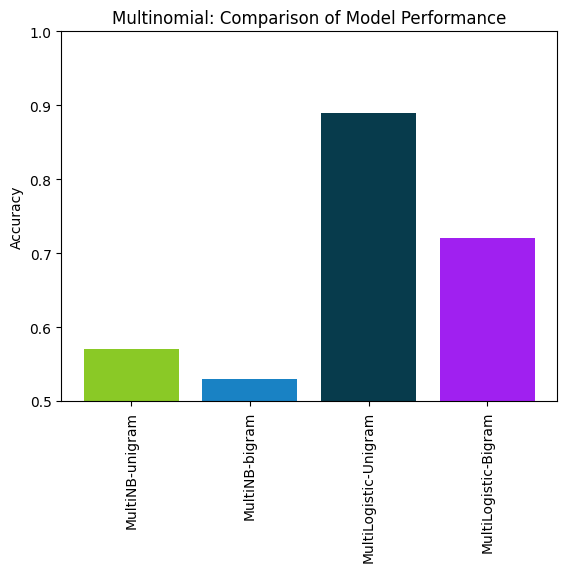 Multinomial: Comparison of Model Performance
1.0
0.9
0.8
0.7
0.6
0.5
Accuracy
MultiNB-unigram
MultiNB-bigram
MultiLogistic-Unigram
MultiLogistic-Bigram